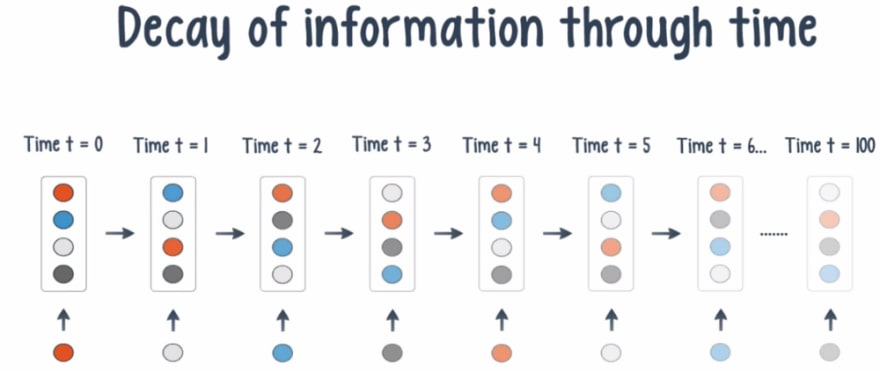 Decay of information through time
Time t = 0 Time t = 1 Time t = 2 Time t = 3 Time t = 4 Time t = 5 Time t = 6... Time t = 100
.......